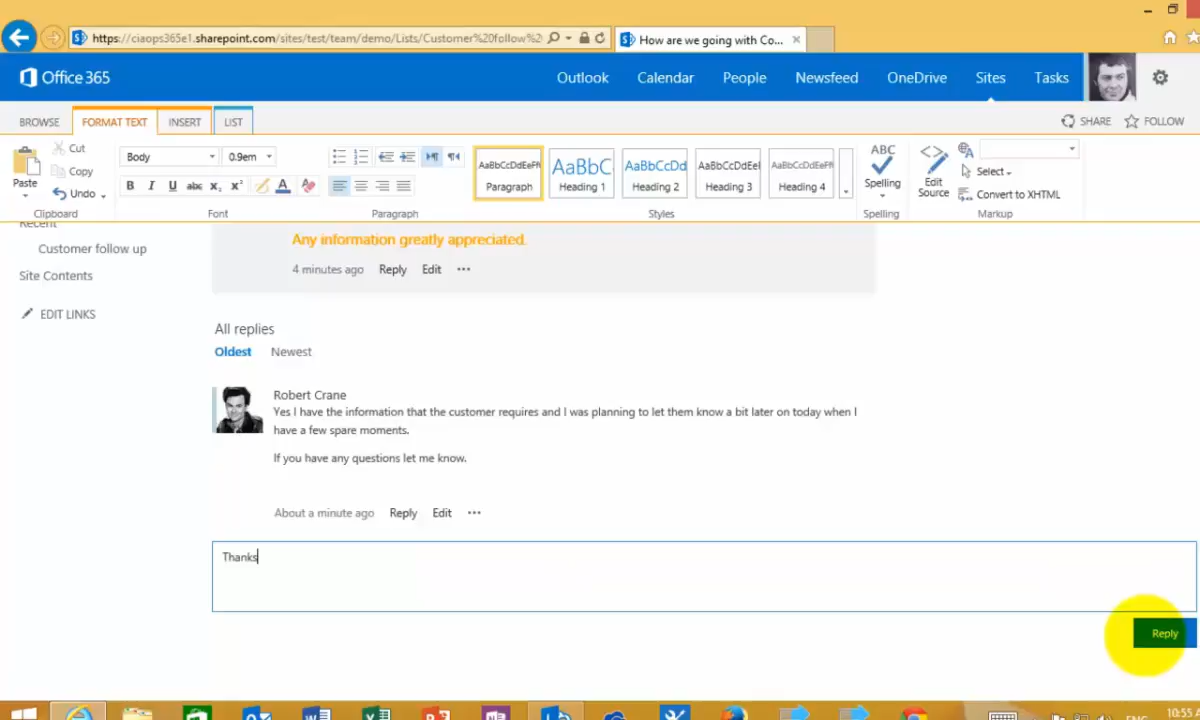 https://ciaops365e1.sharepoint.com/sites/test/team/demo/Lists/Customer%20follow%2
How are we going with Co...
Office 365
Outlook Calendar People Newsfeed OneDrive Sites Tasks
BROWSE FORMAT TEXT INSERT LIST
SHARE FOLLOW
Paste
Cut
Copy
Undo
Clipboard
Body 0.9em
B I U abc X₂ X²
Font
Paragraph
AaBbCcDdEeFf AaBbC AaBbCcDd AaBbCcDdEeI AaBbCcDdEeFf
Paragraph Heading 1 Heading 2 Heading 3 Heading 4
Styles
ABC
Spelling
Spelling
Edit
Source
Select
Convert to XHTML
Markup
Recent
Customer follow up
Site Contents
EDIT LINKS
Any information greatly appreciated.
4 minutes ago Reply Edit ···
All replies
Oldest Newest
Robert Crane
Yes I have the information that the customer requires and I was planning to let them know a bit later on today when I
have a few spare moments.
If you have any questions let me know.
About a minute ago Reply Edit ···
Thanks
Reply
ENG
10:55